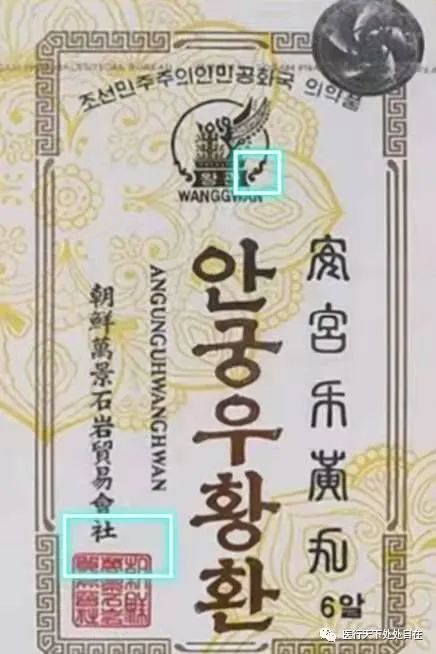 조선민주주의인민공화국 의약품
왕관
WANGGWAN
安宮牛黃丸
안궁우황환
ANGUNGUHWANGHWAN
朝鮮萬景石岩貿易會社
6알
医行天下处处自在